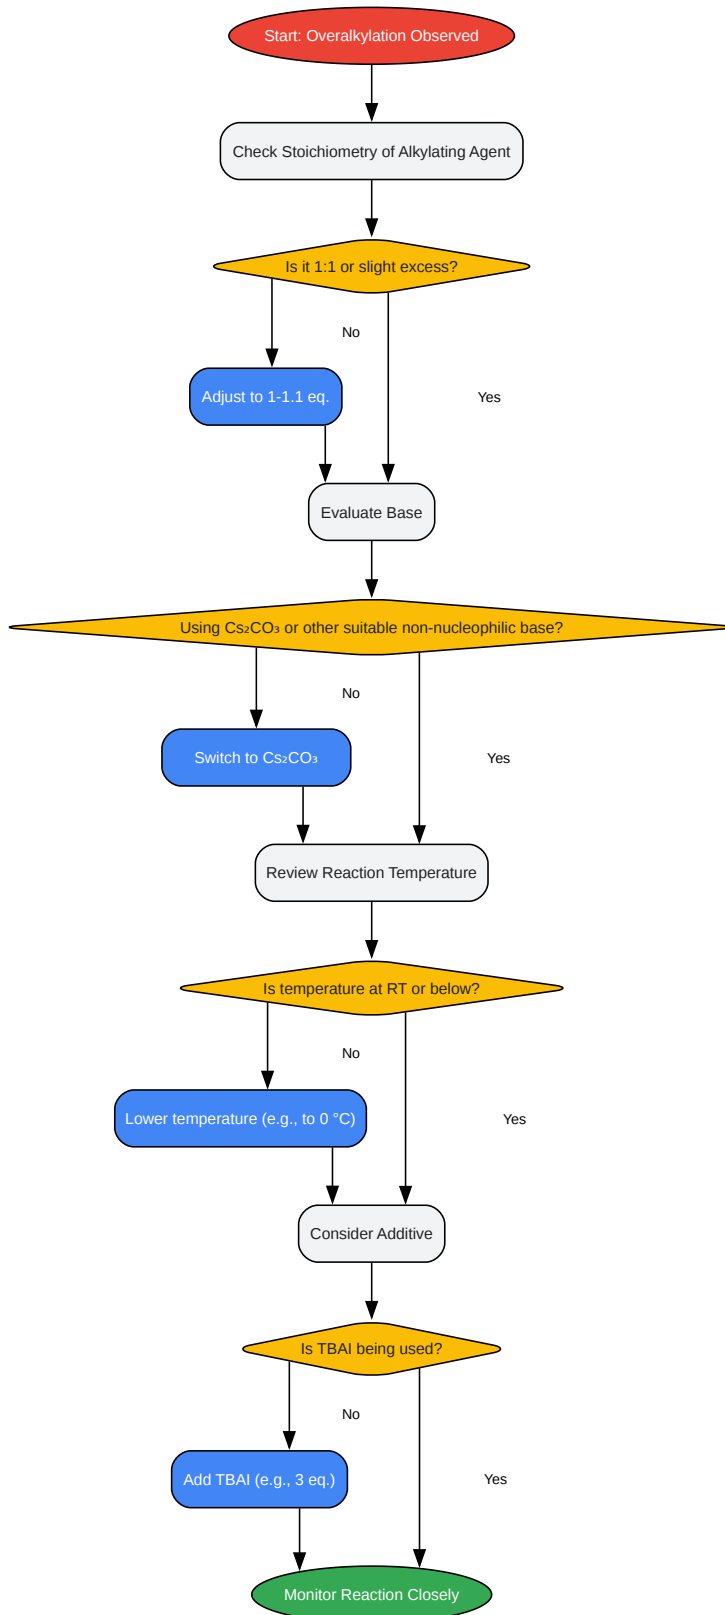 Start: Overalkylation Observed
Check Stoichiometry of Alkylating Agent
Is it 1:1 or slight excess?
No
Adjust to 1-1.1 eq.
Yes
Evaluate Base
Using Cs₂CO₃ or other suitable non-nucleophilic base?
No
Switch to Cs₂CO₃
Yes
Review Reaction Temperature
Is temperature at RT or below?
No
Lower temperature (e.g., to 0 °C)
Yes
Consider Additive
Is TBAI being used?
No
Add TBAI (e.g., 3 eq.)
Yes
Monitor Reaction Closely